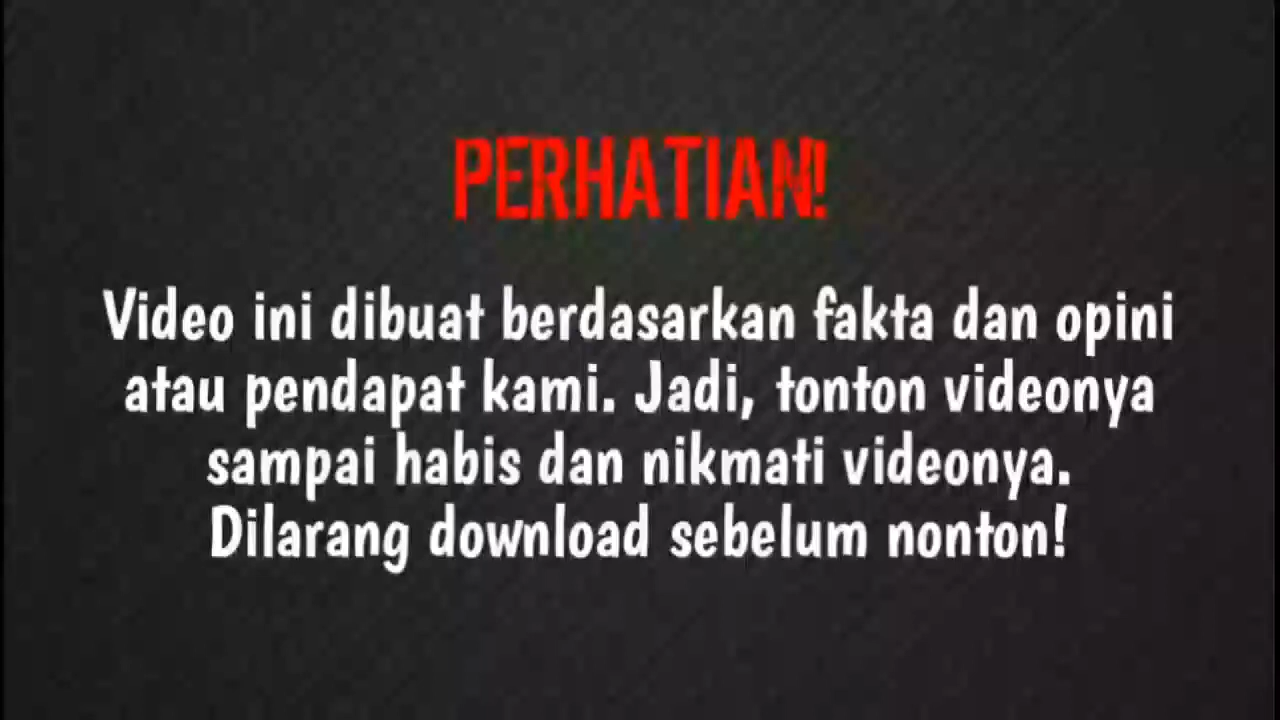 PERHATIAN!
Video ini dibuat berdasarkan fakta dan opini
atau pendapat kami. Jadi, tonton videonya
sampai habis dan nikmati videonya.
Dilarang download sebelum nonton!